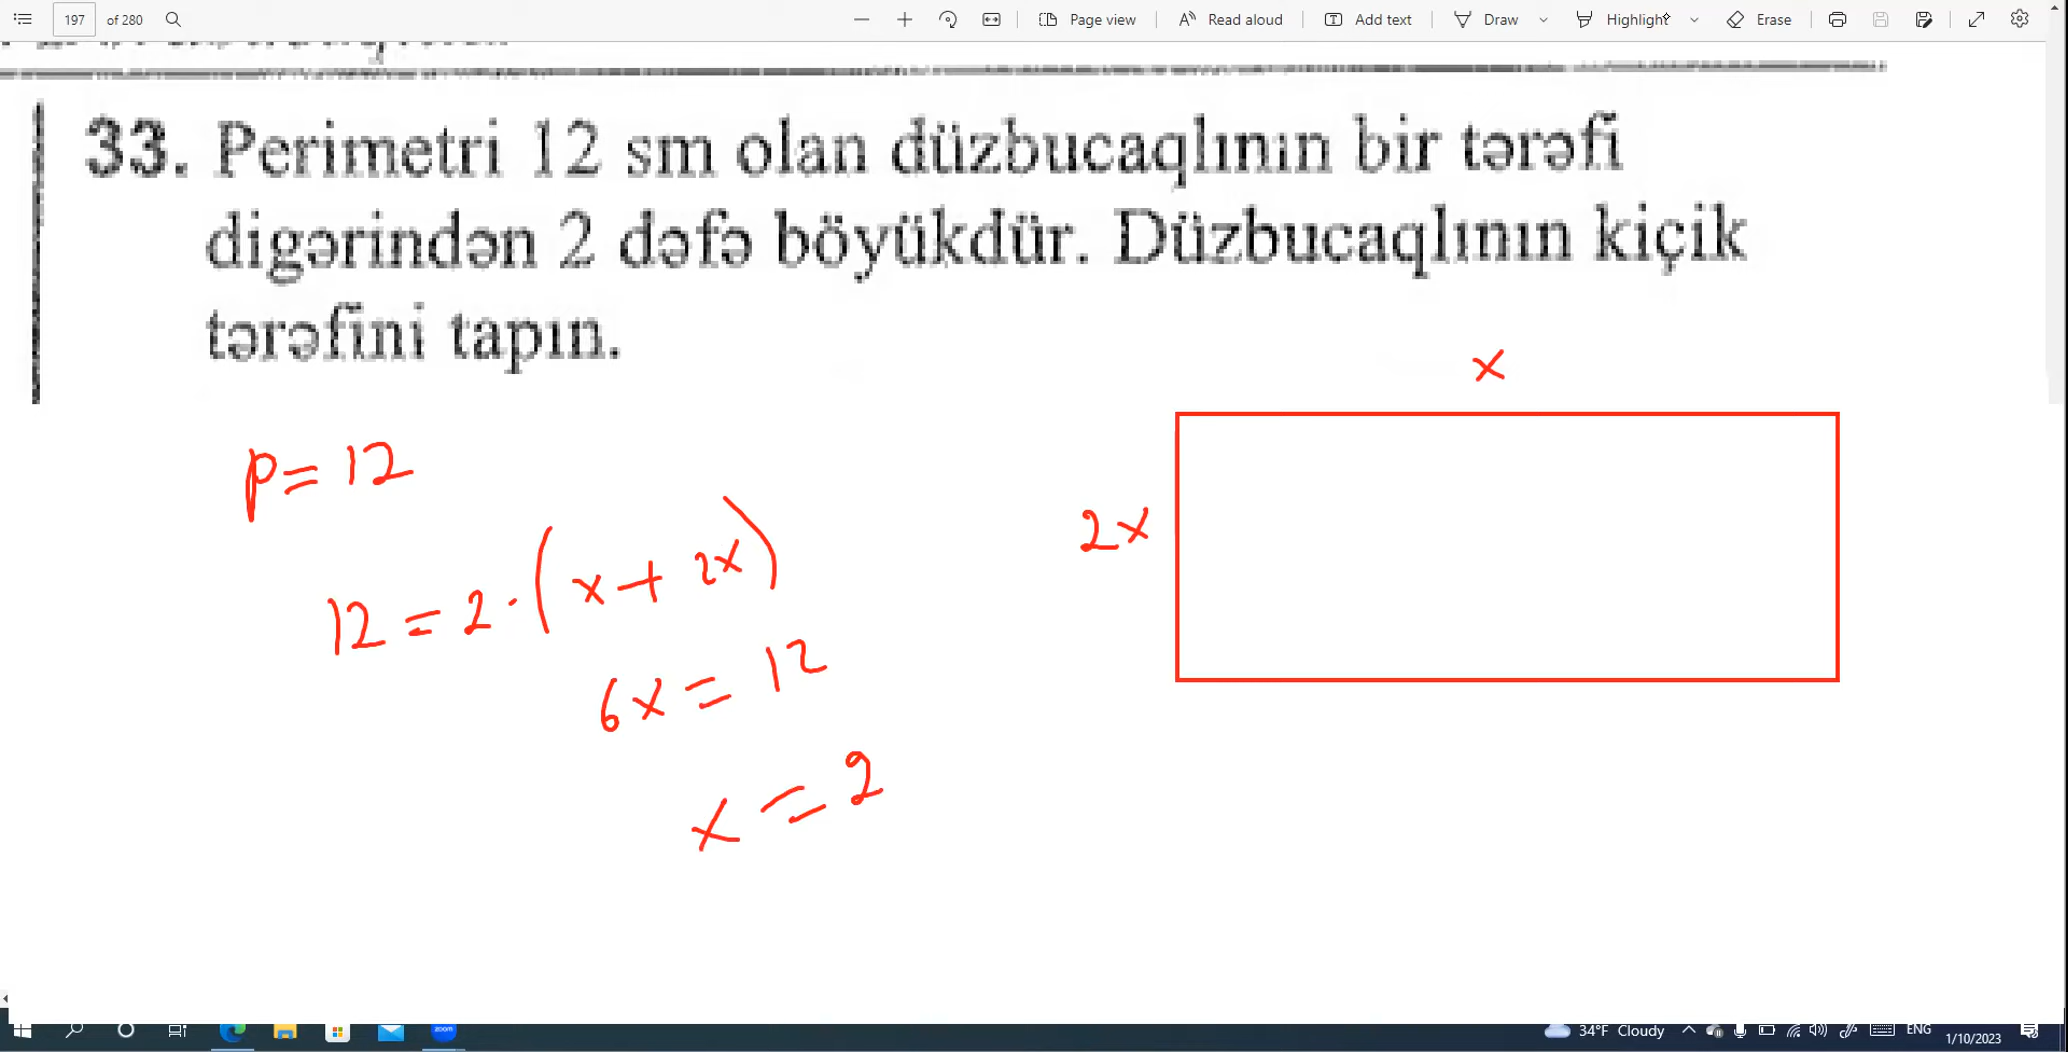 197 of 280 Page view Read aloud Add text Draw Highlight Erase
33. Perimetri 12 sm olan düzbucaqlının bir tərəfi
digərindən 2 dəfə böyükdür. Düzbucaqlının kiçik
tərəfini tapın.
x
P = 12
2x
12 = 2 · (x + 2x)
6x = 12
x = 2
zoom 34°F Cloudy ENG
1/10/2023